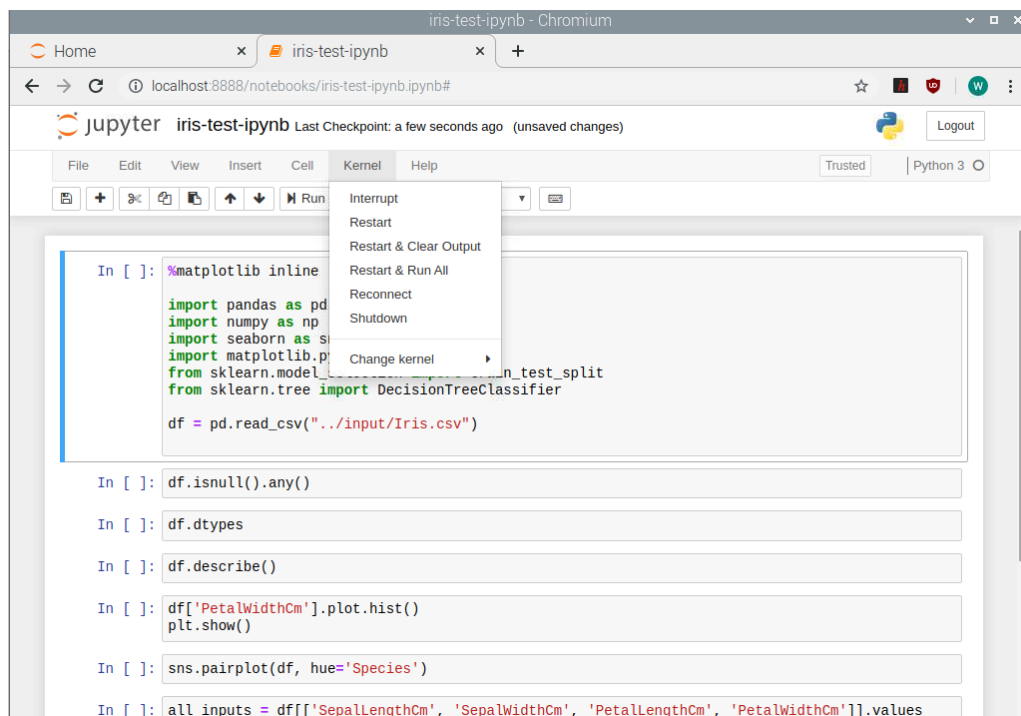 iris-test-ipynb - Chromium
Home
iris-test-ipynb
localhost:8888/notebooks/iris-test-ipynb.ipynb#
h
W
jupyter iris-test-ipynb Last Checkpoint: a few seconds ago (unsaved changes)
Logout
File Edit View Insert Cell Kernel Help Trusted Python 3
Run
Interrupt
Restart
Restart & Clear Output
Restart & Run All
Reconnect
Shutdown
Change kernel
In [ ]: %matplotlib inline
import pandas as pd
import numpy as np
import seaborn as
import matplotlib.
from sklearn. train_test_split
from sklearn.tree import DecisionTreeClassifier
df = pd.read_csv("../input/Iris.csv")
In [ ]: df.isnull().any()
In [ ]: df.dtypes
In [ ]: df.describe()
In [ ]: df['PetalWidthCm'].plot.hist()
plt.show()
In [ ]: sns.pairplot(df, hue='Species')
In [ ]: all inputs = df[['SepalLengthCm', 'SepalWidthCm', 'PetalLengthCm', 'PetalWidthCm']].values